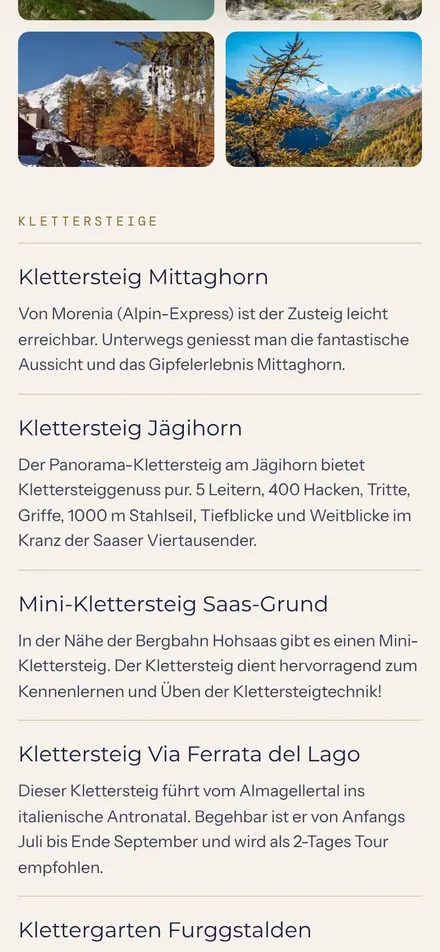 KLETTERSTEIGE
Klettersteig Mittaghorn
Von Morenia (Alpin-Express) ist der Zusteig leicht
erreichbar. Unterwegs geniesst man die fantastische
Aussicht und das Gipfelerlebnis Mittaghorn.
Klettersteig Jägihorn
Der Panorama-Klettersteig am Jägihorn bietet
Klettersteiggenuss pur. 5 Leitern, 400 Hacken, Tritte,
Griffe, 1000 m Stahlseil, Tiefblicke und Weitblicke im
Kranz der Saaser Viertausender.
Mini-Klettersteig Saas-Grund
In der Nähe der Bergbahn Hohsaas gibt es einen Mini-
Klettersteig. Der Klettersteig dient hervorragend zum
Kennenlernen und Üben der Klettersteigtechnik!
Klettersteig Via Ferrata del Lago
Dieser Klettersteig führt vom Almagellertal ins
italienische Antronatal. Begehbar ist er von Anfangs
Juli bis Ende September und wird als 2-Tages Tour
empfohlen.
Klettergarten Furggstalden